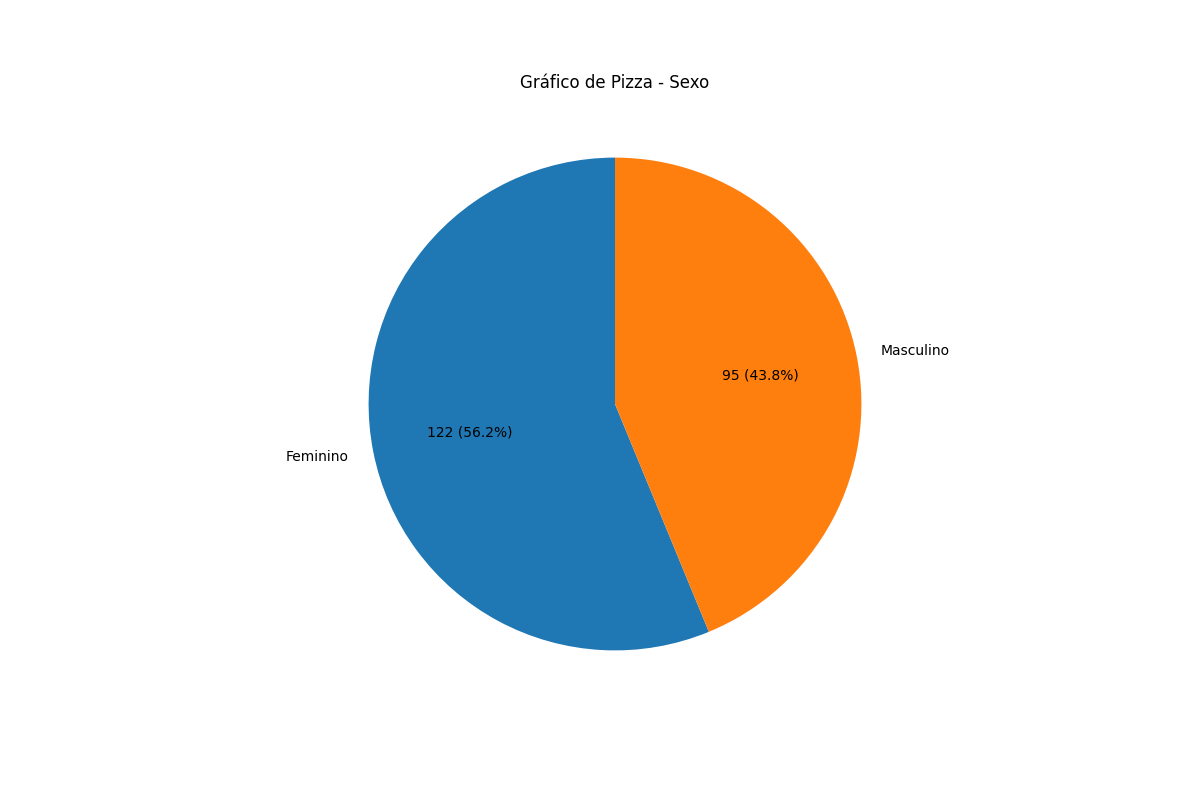 Gráfico de Pizza - Sexo
Masculino
95 (43.8%)
122 (56.2%)
Feminino